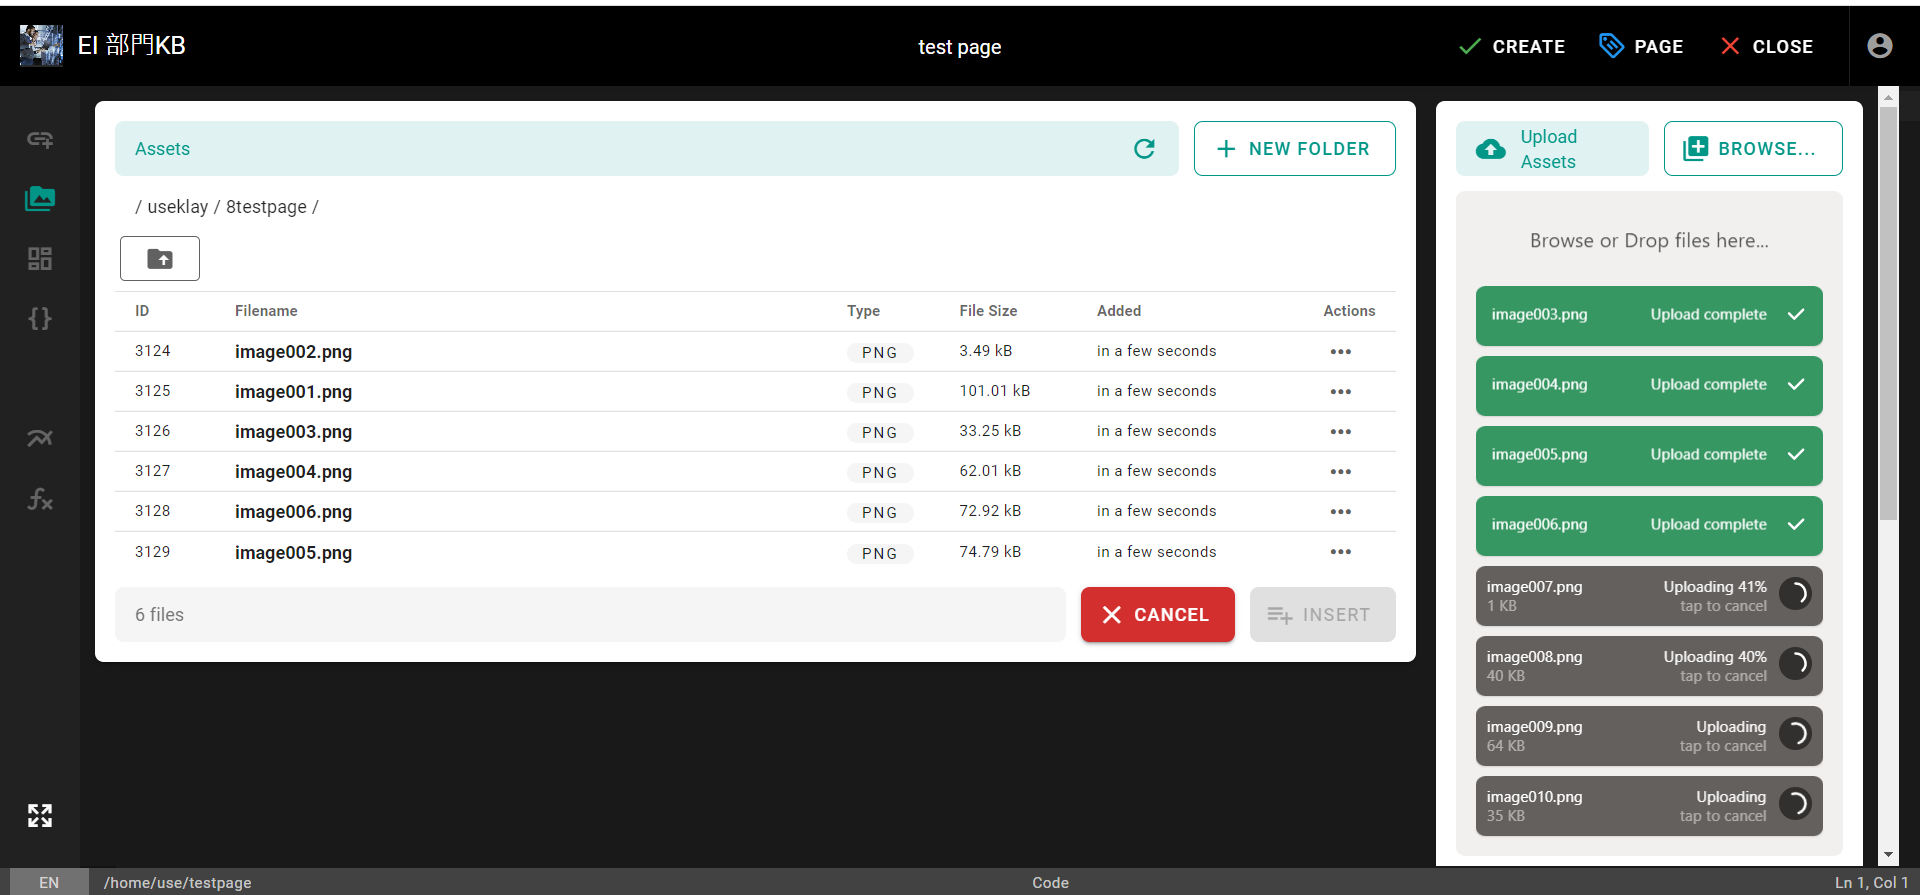 EI 部門KB
test page
CREATE
PAGE
CLOSE
Assets
NEW FOLDER
/ useklay / 8testpage /
ID Filename Type File Size Added Actions
3124 image002.png PNG 3.49 kB in a few seconds
3125 image001.png PNG 101.01 kB in a few seconds
3126 image003.png PNG 33.25 kB in a few seconds
3127 image004.png PNG 62.01 kB in a few seconds
3128 image006.png PNG 72.92 kB in a few seconds
3129 image005.png PNG 74.79 kB in a few seconds
6 files
CANCEL
INSERT
Upload
Assets
BROWSE...
Browse or Drop files here...
image003.png Upload complete
image004.png Upload complete
image005.png Upload complete
image006.png Upload complete
image007.png Uploading 41%
1 KB tap to cancel
image008.png Uploading 40%
40 KB tap to cancel
image009.png Uploading
64 KB tap to cancel
image010.png Uploading
35 KB tap to cancel
EN /home/use/testpage Code Ln 1, Col 1